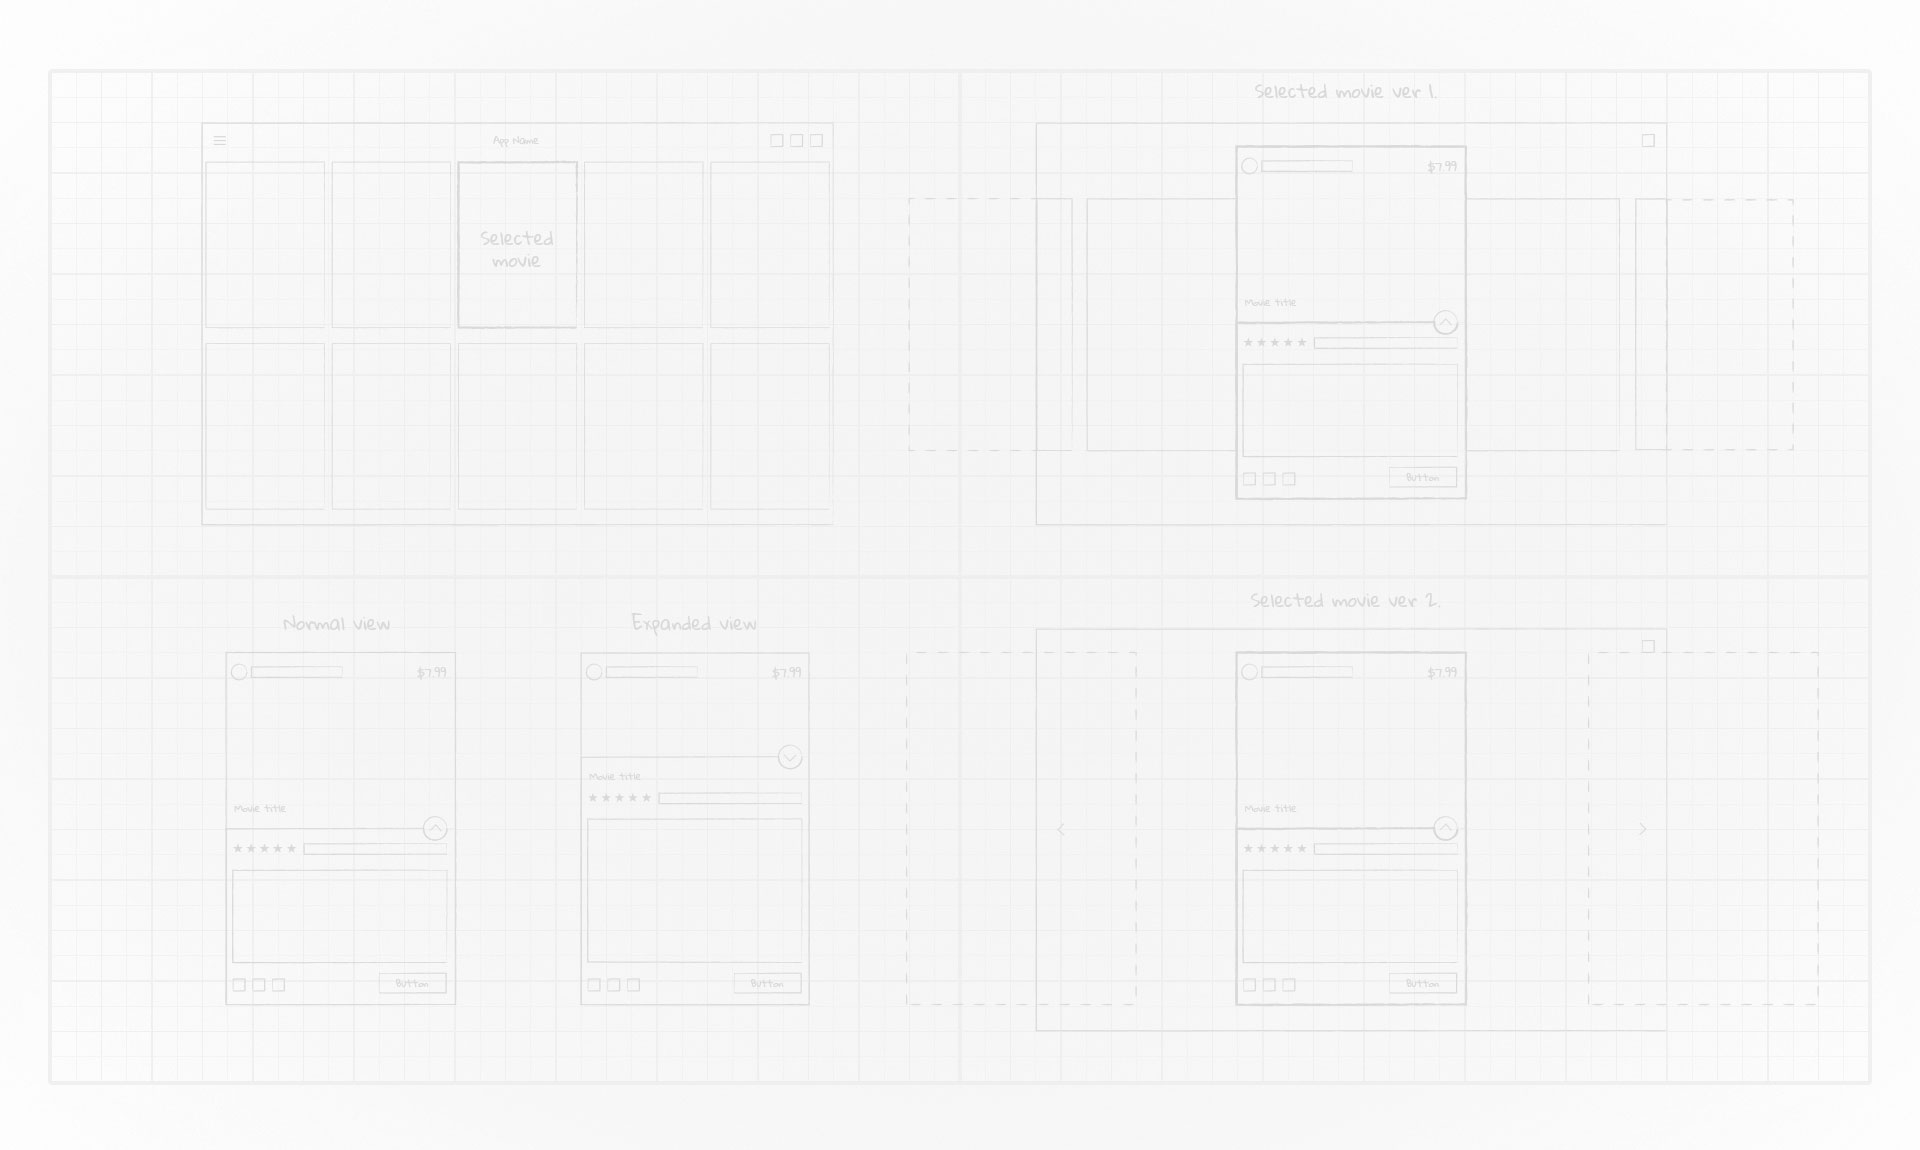 App Name
Selected
movie
Selected movie ver 1.
$7.99
Movie title
Button
Normal view
$7.99
Movie title
Button
Expanded view
$7.99
Movie title
Button
Selected movie ver 2.
$7.99
Movie title
Button